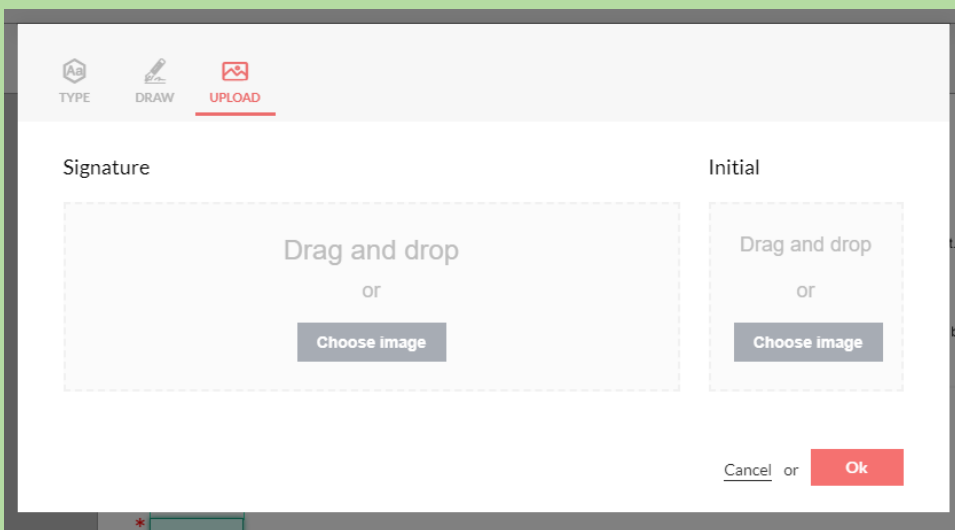 Aa
TYPE DRAW UPLOAD
Signature Initial
Drag and drop Drag and drop
or or
Choose image Choose image
Cancel or Ok
*